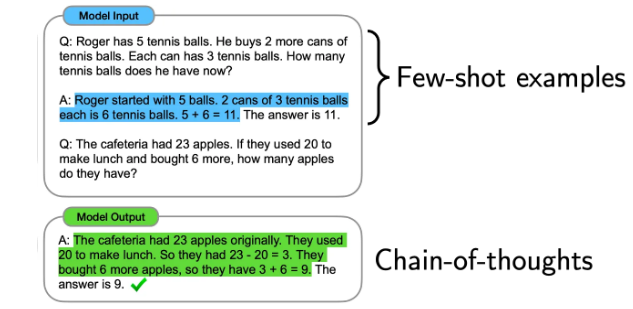 Model Input
Q: Roger has 5 tennis balls. He buys 2 more cans of
tennis balls. Each can has 3 tennis balls. How many
tennis balls does he have now?
A: Roger started with 5 balls. 2 cans of 3 tennis balls
each is 6 tennis balls. 5 + 6 = 11. The answer is 11.
Q: The cafeteria had 23 apples. If they used 20 to
make lunch and bought 6 more, how many apples
do they have?
Few-shot examples
Model Output
A: The cafeteria had 23 apples originally. They used
20 to make lunch. So they had 23 - 20 = 3. They
bought 6 more apples, so they have 3 + 6 = 9. The
answer is 9.
Chain-of-thoughts